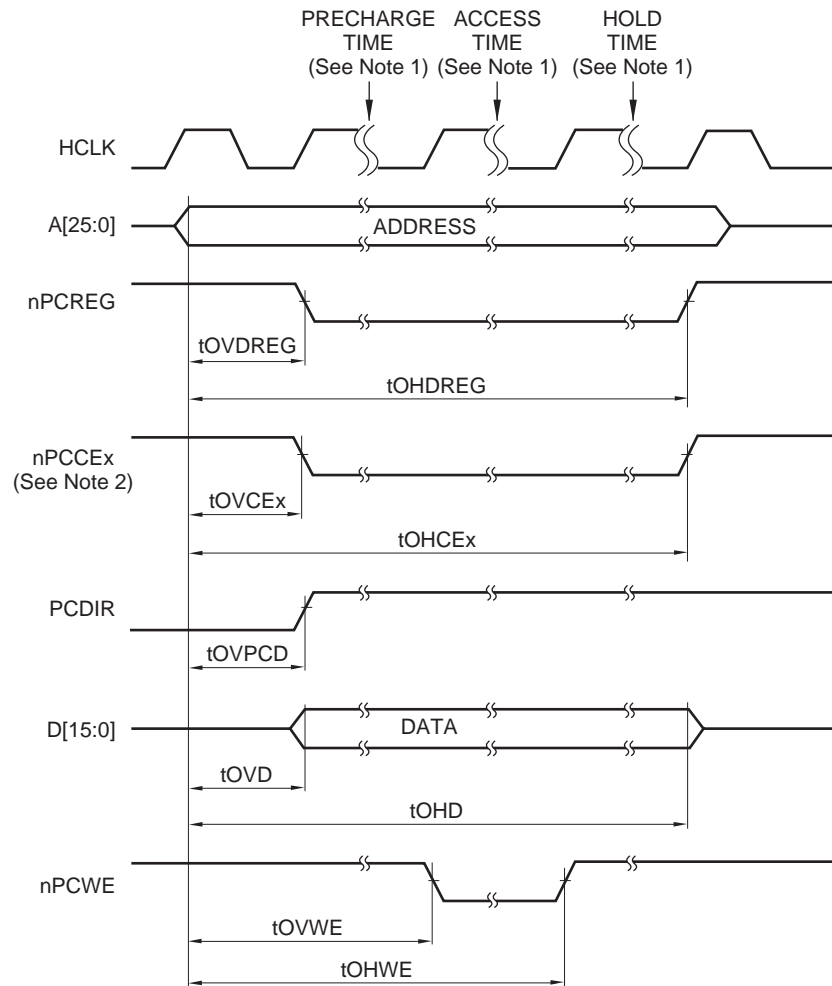 PRECHARGE TIME (See Note 1)
ACCESS TIME (See Note 1)
HOLD TIME (See Note 1)
HCLK
A[25:0]
ADDRESS
nPCREG
tOVDREG
tOHDREG
nPCCEx
(See Note 2)
tOVCEx
tOHCEx
PCDIR
tOVPCD
D[15:0]
DATA
tOVD
tOHD
nPCWE
tOVWE
tOHWE